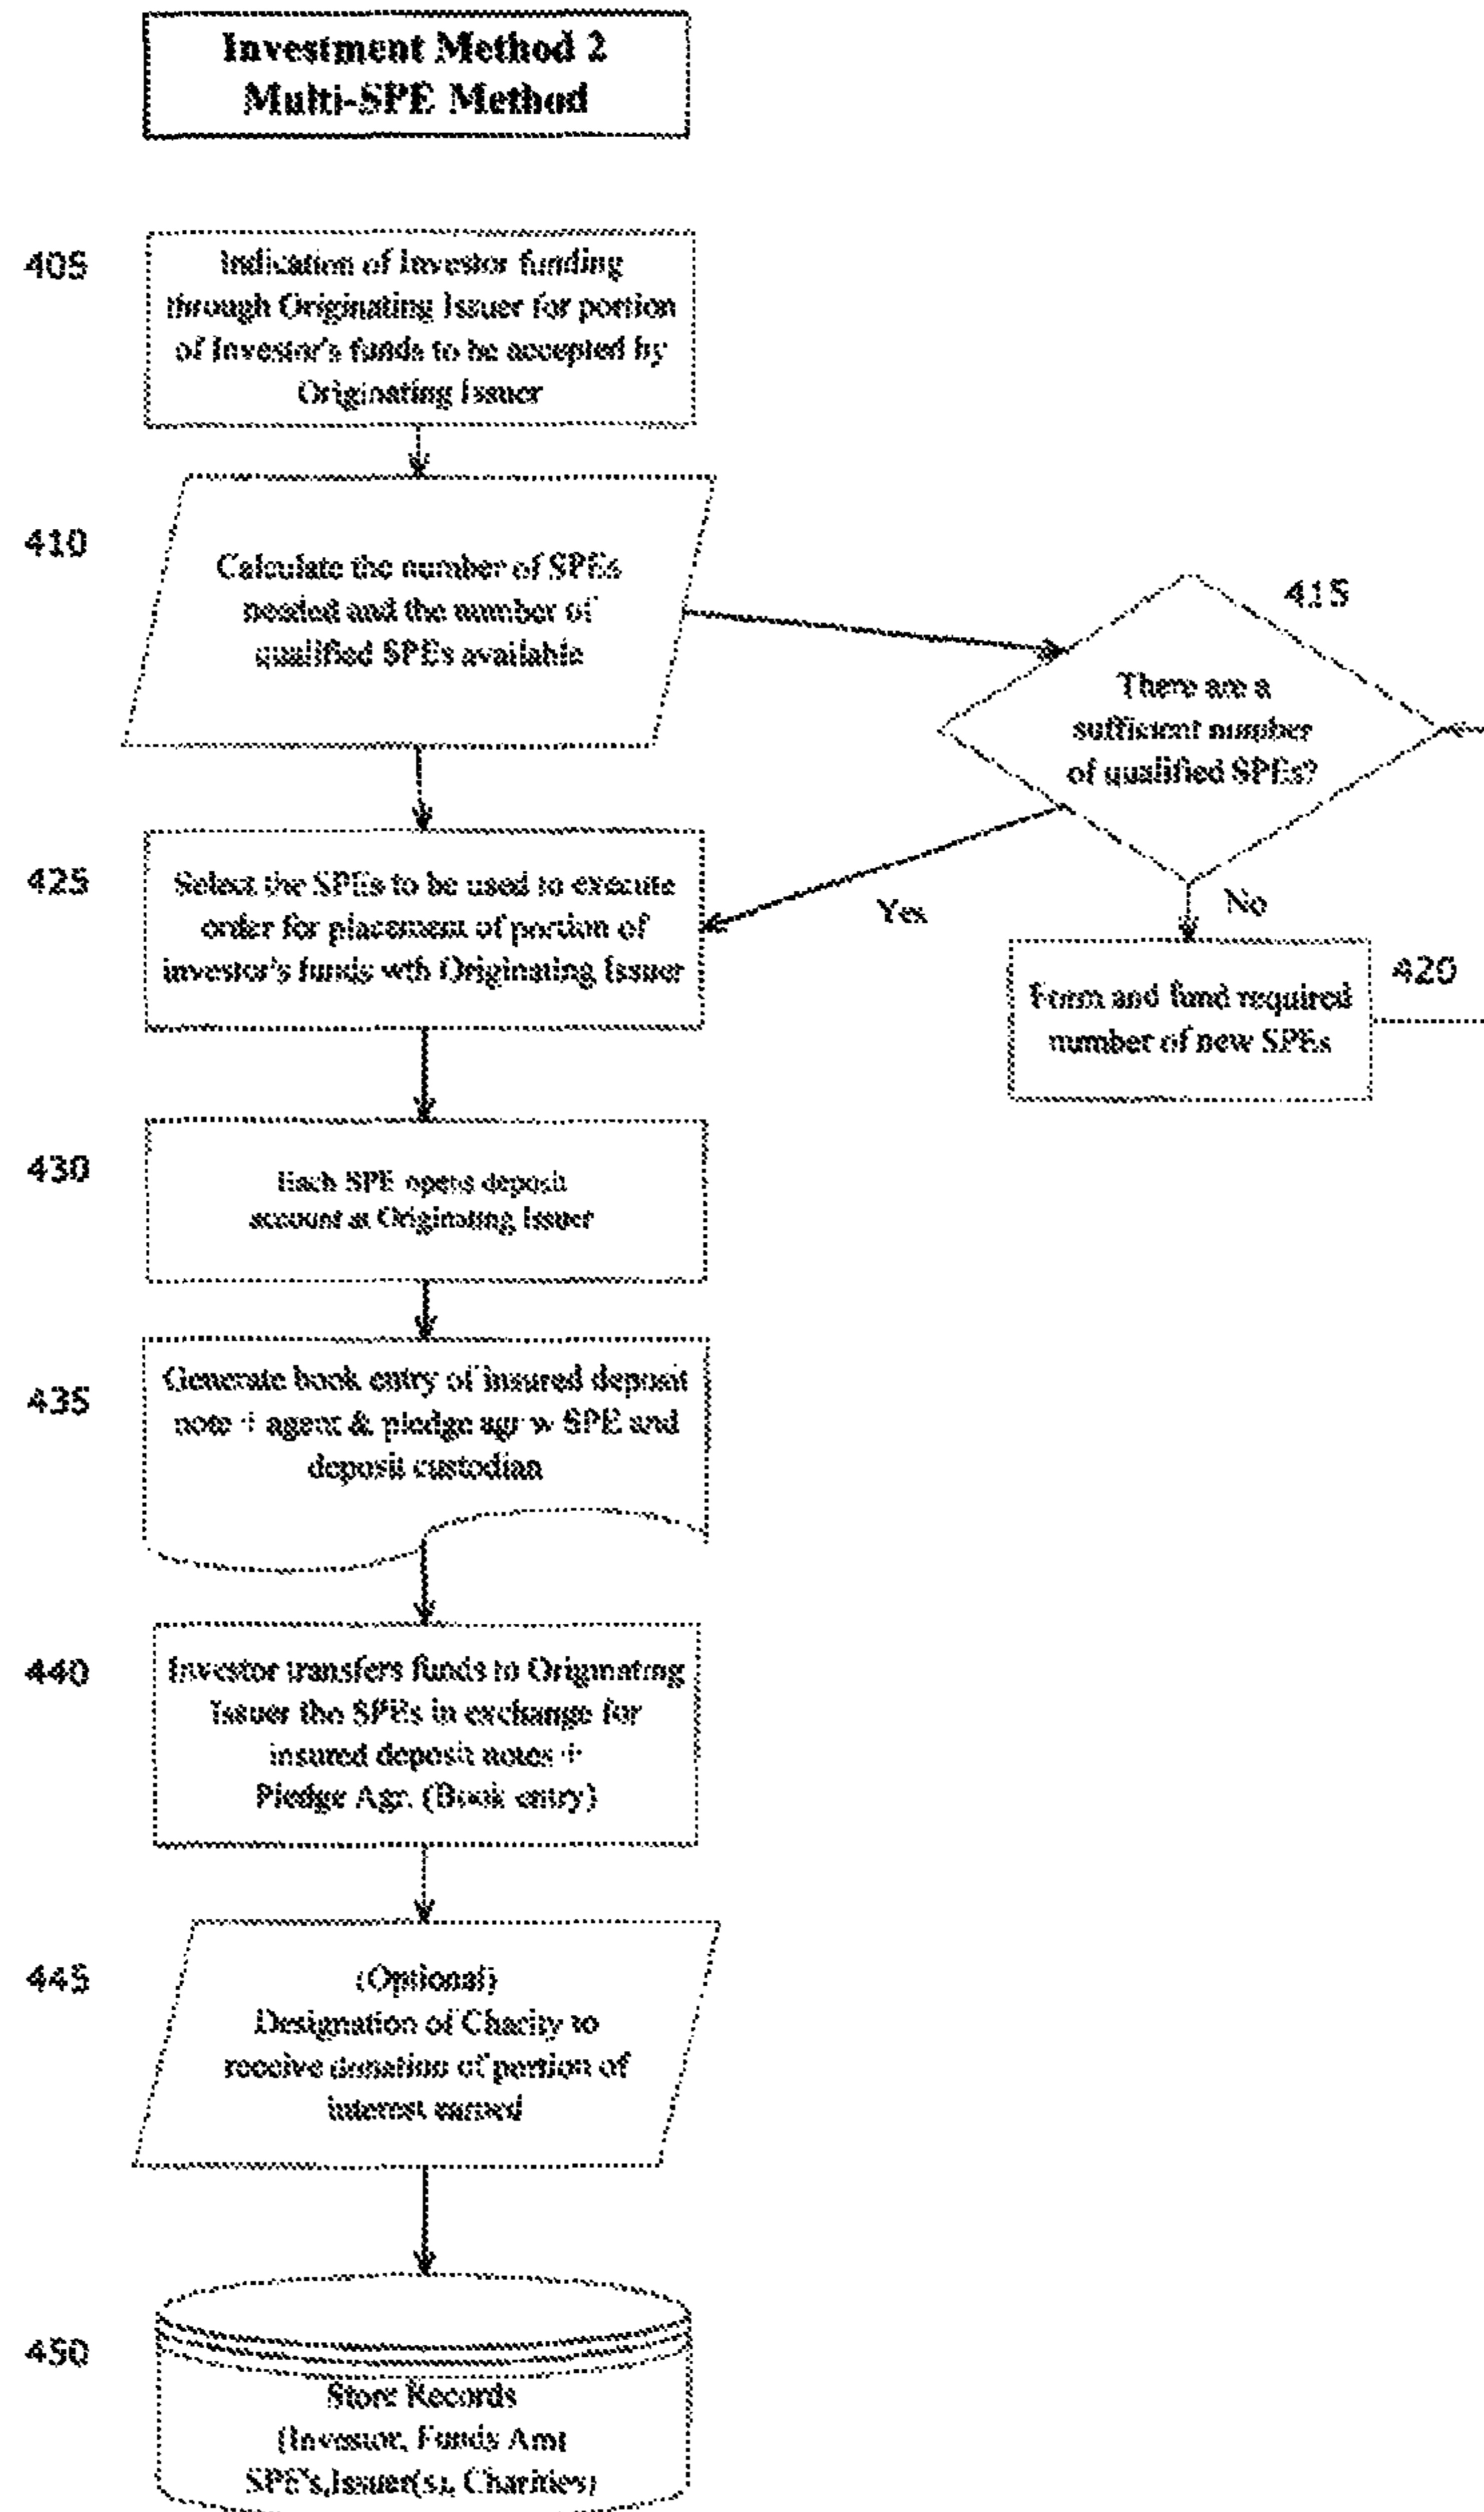 Investment Method 2
Multi-SPE Method
405
Indication of Investor funding
through Originating Issuer for portion
of Investor's funds to be accepted by
Originating Issuer
410
Calculate the number of SPEs
needed and the number of
qualified SPEs available
415
There are a
sufficient number
of qualified SPEs?
Yes
No
420
Form and fund required
number of new SPEs
425
Select the SPEs to be used to execute
order for placement of portion of
investor's funds wth Originating Issuer
430
Each SPE opens deposit
account at Originating Issuer
435
Generate book entry of insured deposit
note + agent & pledge agr w SPE and
deposit custodian
440
Investor transfers funds to Originating
Issuer the SPEs in exchange for
insured deposit notes +
Pledge Agr. (Book entry)
445
(Optional)
Designation of Charity to
receive donation of portion of
interest earned
450
Store Records
(Investor, Funds Amt
SPE's,Issuer(s), Charities)